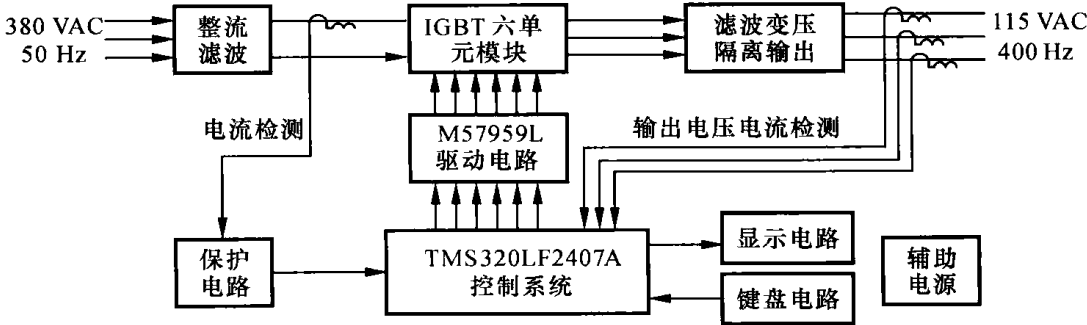 380 VAC
50 Hz
整流
滤波
IGBT 六单
元模块
滤波变压
隔离输出
115 VAC
400 Hz
电流检测
M57959L
驱动电路
输出电压电流检测
保护
电路
TMS320LF2407A
控制系统
显示电路
键盘电路
辅助
电源